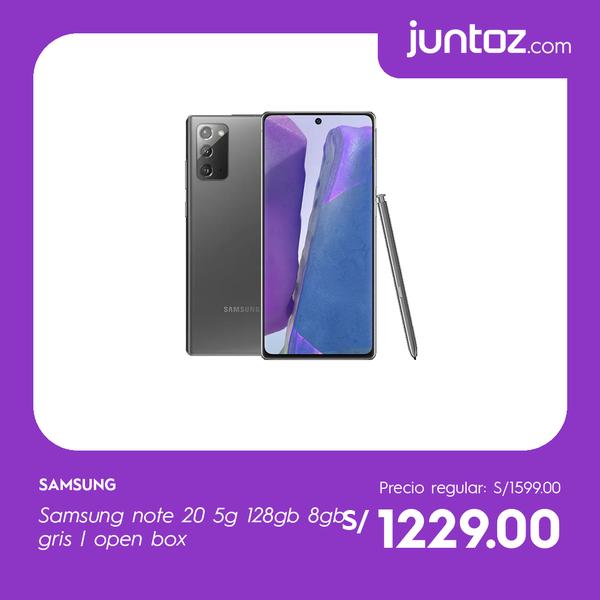 juntoz.com
SAMSUNG
SAMSUNG
Precio regular: S/1599.00
Samsung note 20 5g 128gb 8gb
gris | open box
S/ 1229.00